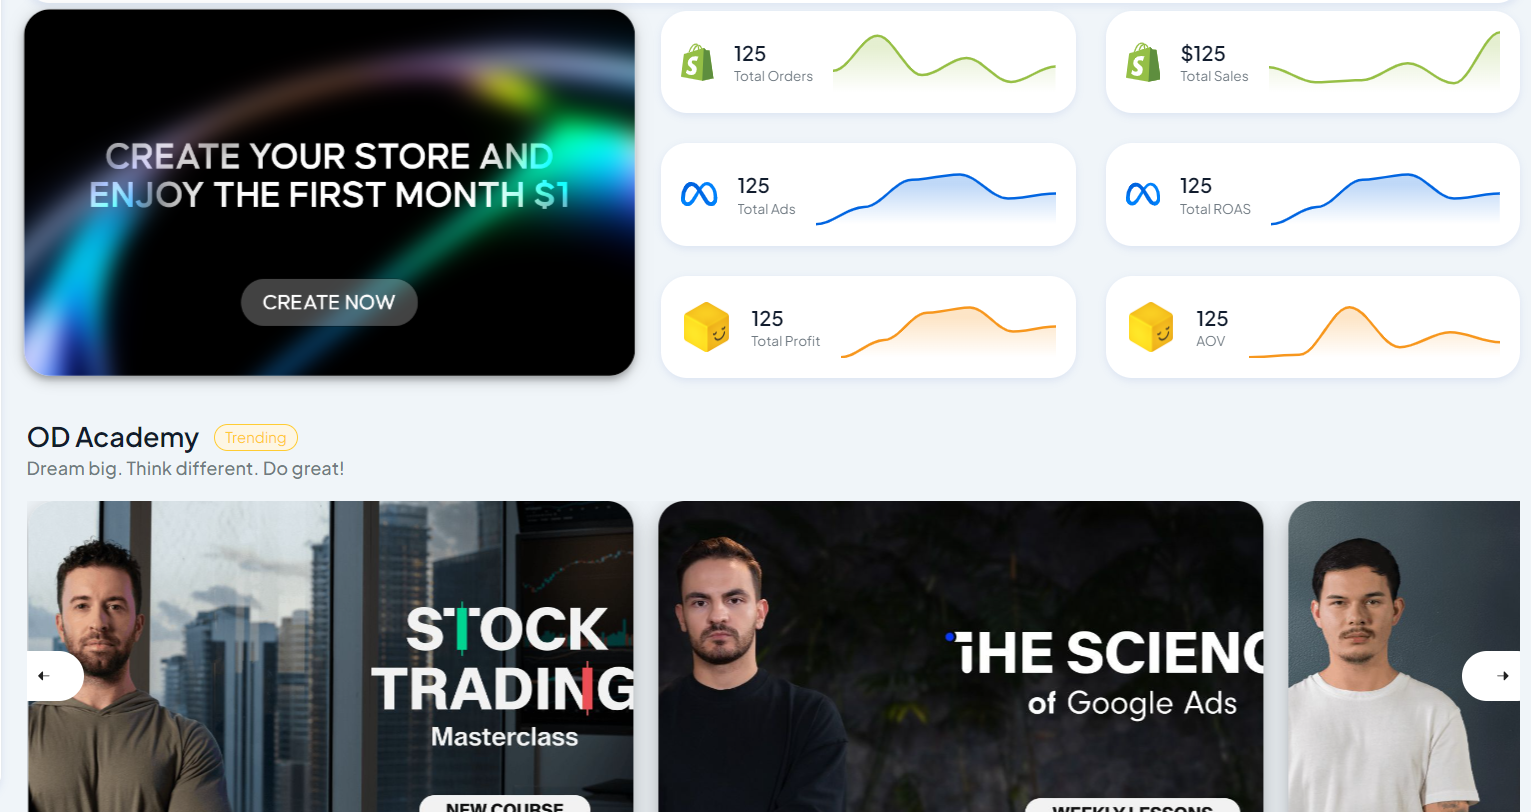 CREATE YOUR STORE AND
ENJOY THE FIRST MONTH $1
CREATE NOW
125
Total Orders
$125
Total Sales
125
Total Ads
125
Total ROAS
125
Total Profit
125
AOV
OD Academy
Trending
Dream big. Think different. Do great!
STOCK
TRADING
Masterclass
NEW COURSE
THE SCIENC
of Google Ads
WEEKLY LESSONS